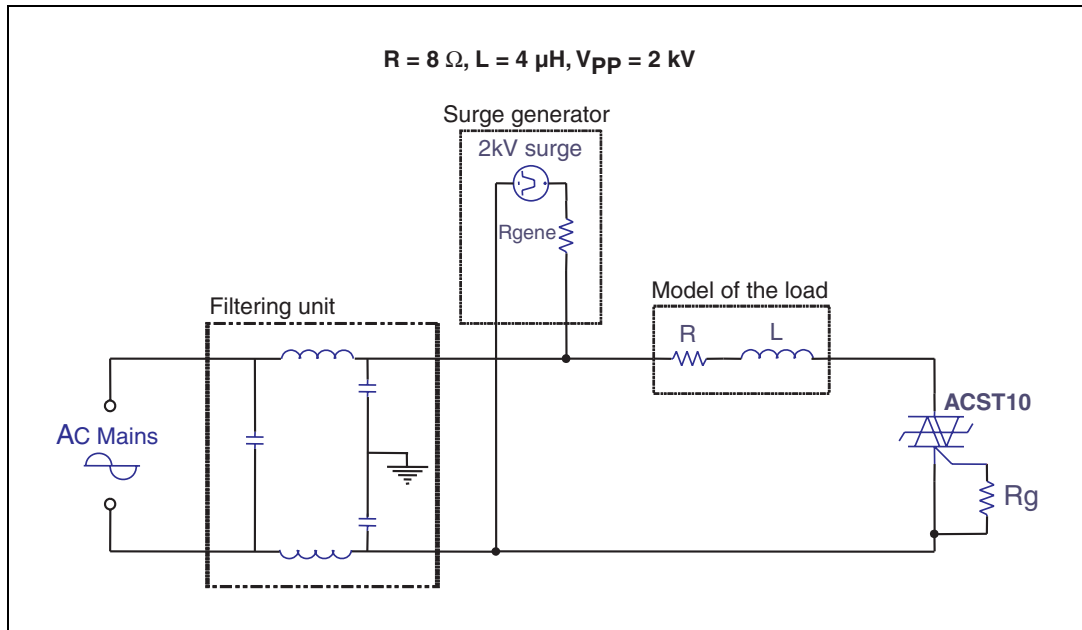 R = 8 Ω, L = 4 µH, VPP = 2 kV
Surge generator
2kV surge
Rgene
Filtering unit
Model of the load
R
L
AC Mains
ACST10
Rg